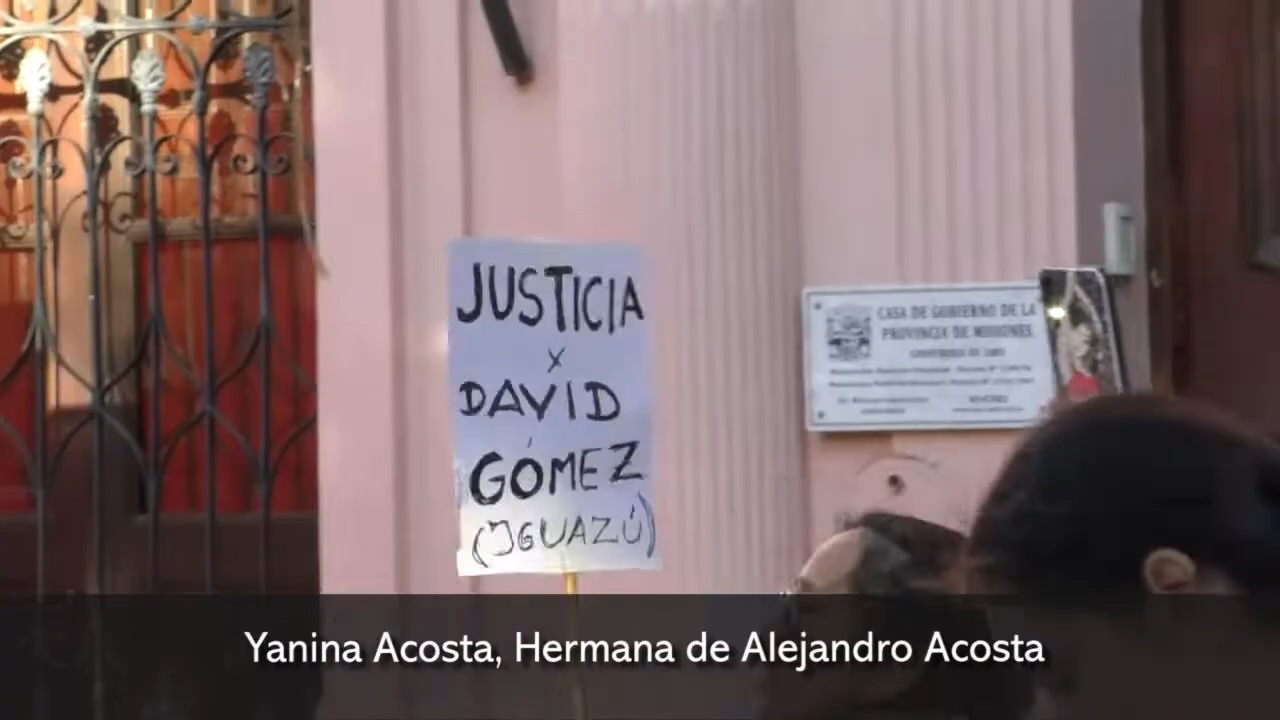 JUSTICIA
x
DAVID
GÓMEZ
(IGUAZÚ)
CASA DE GOBIERNO DE LA
PROVINCIA DE MISIONES
Yanina Acosta, Hermana de Alejandro Acosta